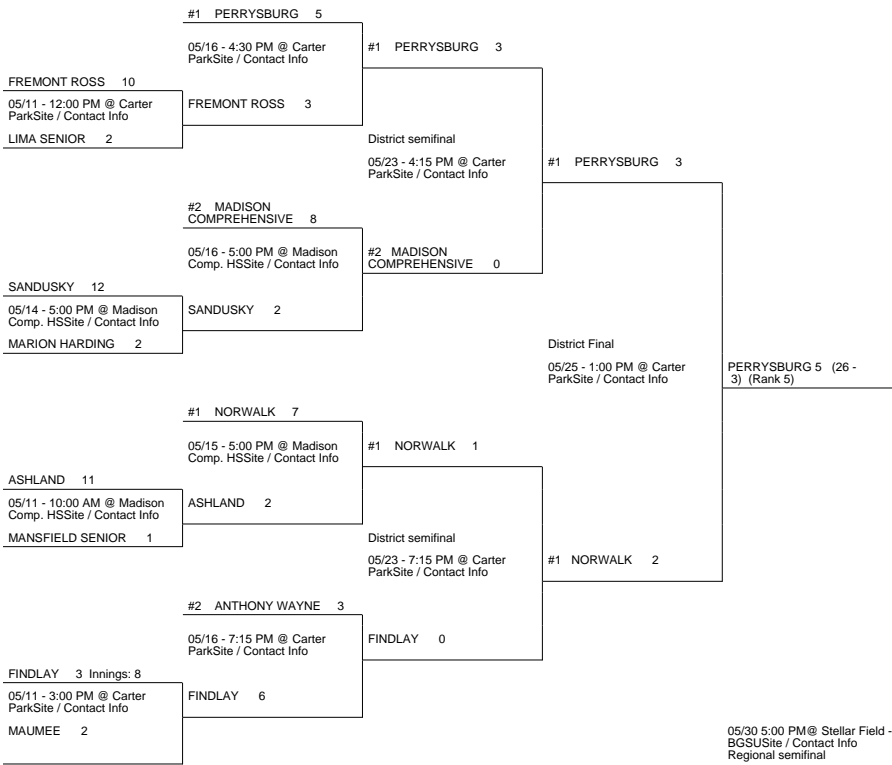 #1 PERRYSBURG 5
05/16 - 4:30 PM @ Carter
ParkSite / Contact Info
#1 PERRYSBURG 3
FREMONT ROSS 10
05/11 - 12:00 PM @ Carter
ParkSite / Contact Info
FREMONT ROSS 3
LIMA SENIOR 2
District semifinal
05/23 - 4:15 PM @ Carter
ParkSite / Contact Info
#1 PERRYSBURG 3
#2 MADISON
COMPREHENSIVE 8
05/16 - 5:00 PM @ Madison
Comp. HSSite / Contact Info
#2 MADISON
COMPREHENSIVE 0
SANDUSKY 12
05/14 - 5:00 PM @ Madison
Comp. HSSite / Contact Info
SANDUSKY 2
MARION HARDING 2
District Final
05/25 - 1:00 PM @ Carter
ParkSite / Contact Info
PERRYSBURG 5 (26 -
3) (Rank 5)
#1 NORWALK 7
05/15 - 5:00 PM @ Madison
Comp. HSSite / Contact Info
#1 NORWALK 1
ASHLAND 11
05/11 - 10:00 AM @ Madison
Comp. HSSite / Contact Info
ASHLAND 2
MANSFIELD SENIOR 1
District semifinal
05/23 - 7:15 PM @ Carter
ParkSite / Contact Info
#1 NORWALK 2
#2 ANTHONY WAYNE 3
05/16 - 7:15 PM @ Carter
ParkSite / Contact Info
FINDLAY 0
FINDLAY 3 Innings: 8
05/11 - 3:00 PM @ Carter
ParkSite / Contact Info
FINDLAY 6
MAUMEE 2
05/30 5:00 PM@ Stellar Field -
BGSUSite / Contact Info
Regional semifinal